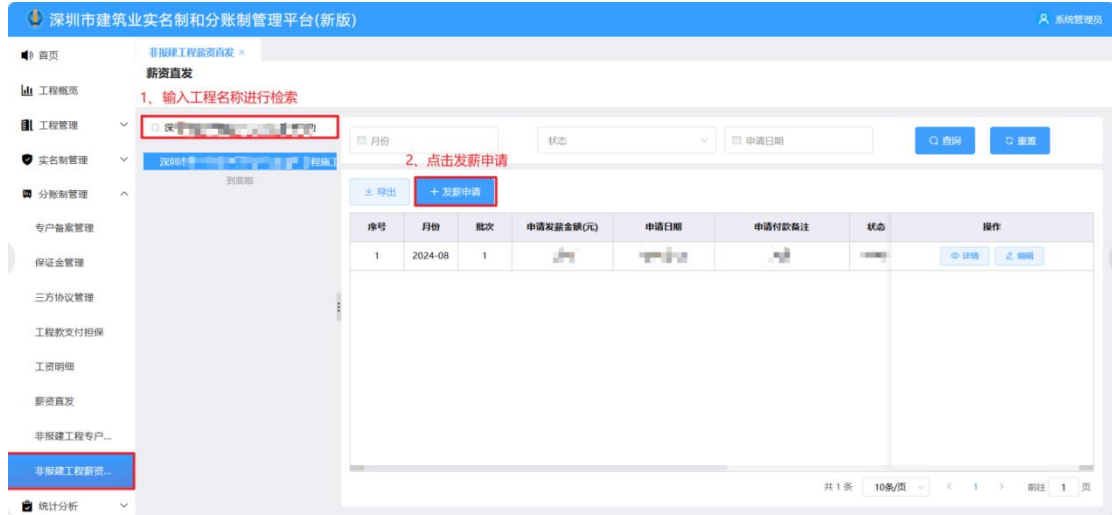 深圳市建筑业实名制和分账制管理平台(新版)
系统管理员
首页
非报建工程薪资直发 ×
薪资直发
工程概览
1、输入工程名称进行检索
工程管理
深
月份
状态
申请日期
查询
重置
实名制管理
2、点击发薪申请
深圳市
程施工
到底啦
分账制管理
导出
+ 发薪申请
专户备案管理
序号 月份 批次 申请发薪金额(元) 申请日期 申请付款备注 状态 操作
1 2024-08 1 详情 编辑
保证金管理
三方协议管理
工程款支付担保
工资明细
薪资直发
非报建工程专户...
非报建工程薪资...
共 1 条 10条/页 < 1 > 前往 1 页
统计分析